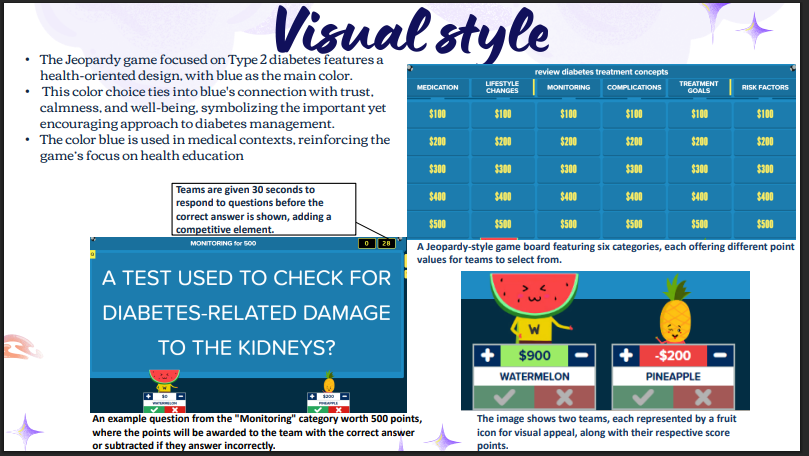 Visual style
• The Jeopardy game focused on Type 2 diabetes features a
health-oriented design, with blue as the main color.
• This color choice ties into blue's connection with trust,
calmness, and well-being, symbolizing the important yet
encouraging approach to diabetes management.
• The color blue is used in medical contexts, reinforcing the
game's focus on health education
review diabetes treatment concepts
MEDICATION LIFESTYLE CHANGES MONITORING COMPLICATIONS TREATMENT GOALS RISK FACTORS
$100 $100 $100 $100 $100 $100
$200 $200 $200 $200 $200 $200
$300 $300 $300 $300 $300 $300
$400 $400 $400 $400 $400 $400
$500 $500 $500 $500 $500 $500
A Jeopardy-style game board featuring six categories, each offering different point
values for teams to select from.
Teams are given 30 seconds to
respond to questions before the
correct answer is shown, adding a
competitive element.
MONITORING for 500 0 28
A TEST USED TO CHECK FOR
DIABETES-RELATED DAMAGE
TO THE KIDNEYS?
+ $0 −
WATERMELON
+ $200 −
PINEAPPLE
An example question from the "Monitoring" category worth 500 points,
where the points will be awarded to the team with the correct answer
or subtracted if they answer incorrectly.
W
+ $900 −
WATERMELON
+ -$200 −
PINEAPPLE
The image shows two teams, each represented by a fruit
icon for visual appeal, along with their respective score
points.